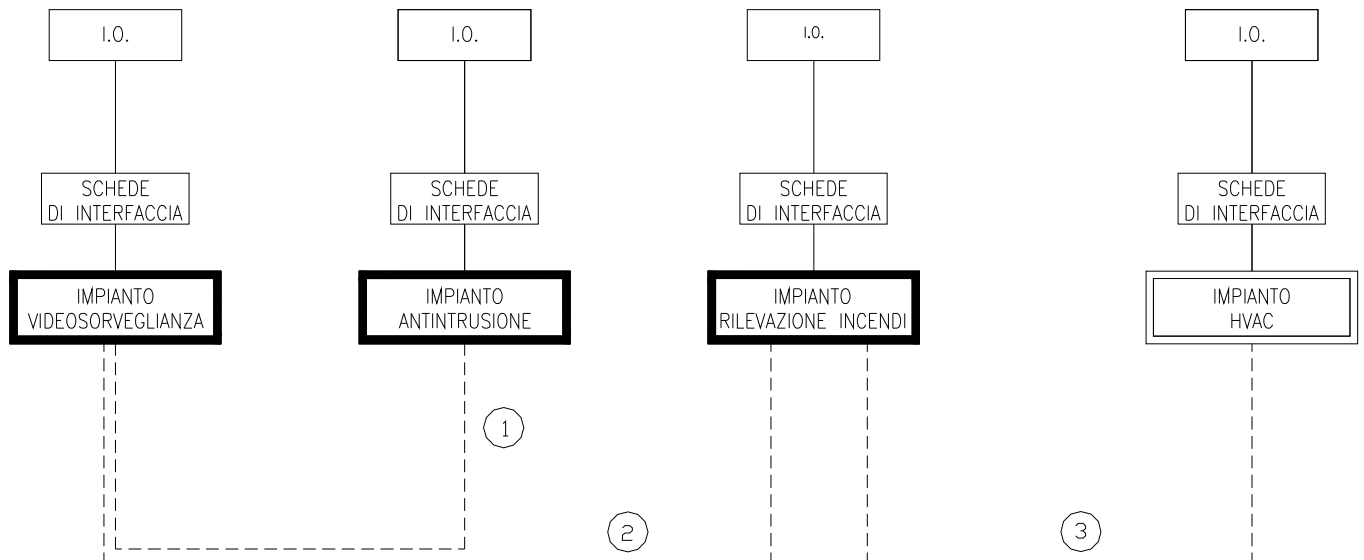 I.O.
I.O.
I.O.
I.O.
SCHEDE
DI INTERFACCIA
SCHEDE
DI INTERFACCIA
SCHEDE
DI INTERFACCIA
SCHEDE
DI INTERFACCIA
IMPIANTO
VIDEOSORVEGLIANZA
IMPIANTO
ANTINTRUSIONE
IMPIANTO
RILEVAZIONE INCENDI
IMPIANTO
HVAC
1
2
3